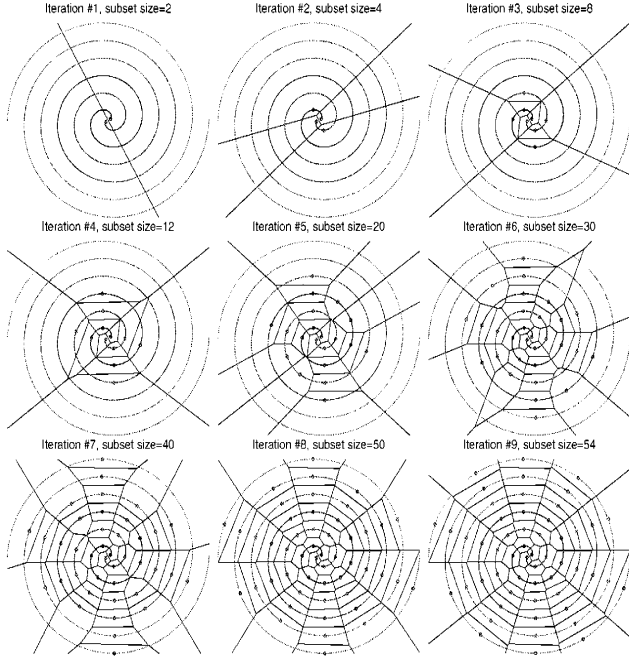 Iteration #1, subset size=2
Iteration #2, subset size=4
Iteration #3, subset size=8
Iteration #4, subset size=12
Iteration #5, subset size=20
Iteration #6, subset size=30
Iteration #7, subset size=40
Iteration #8, subset size=50
Iteration #9, subset size=54